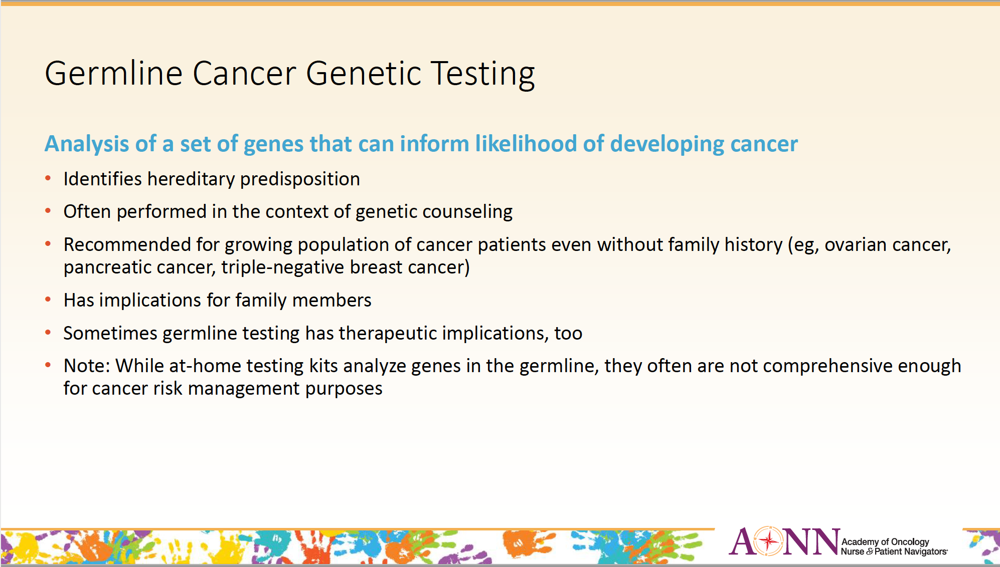 Germline Cancer Genetic Testing
Analysis of a set of genes that can inform likelihood of developing cancer
• Identifies hereditary predisposition
• Often performed in the context of genetic counseling
• Recommended for growing population of cancer patients even without family history (eg, ovarian cancer,
pancreatic cancer, triple-negative breast cancer)
• Has implications for family members
• Sometimes germline testing has therapeutic implications, too
• Note: While at-home testing kits analyze genes in the germline, they often are not comprehensive enough
for cancer risk management purposes
AONN
Academy of Oncology
Nurse & Patient Navigators